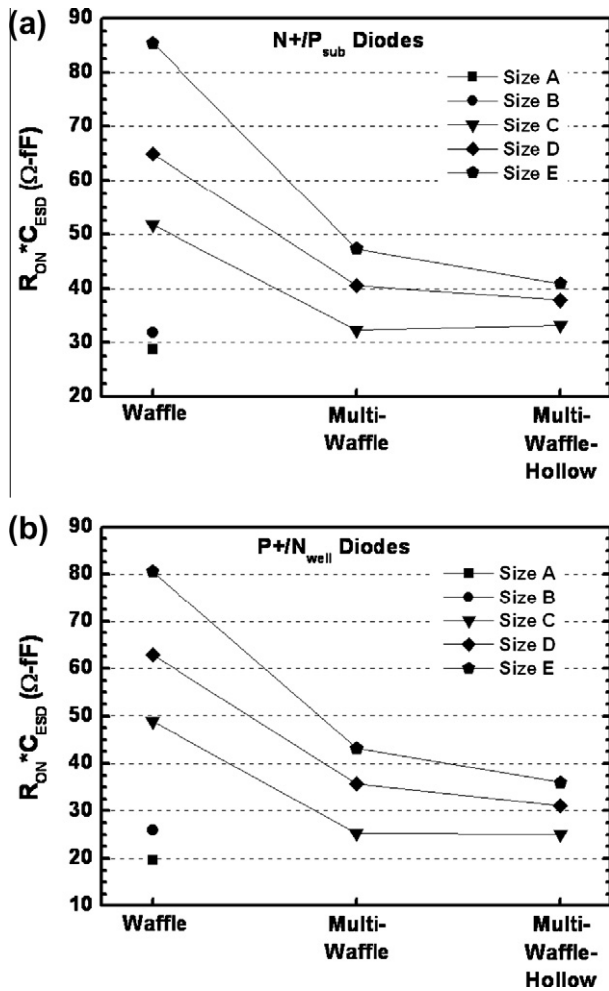 (a)
N+/Psub Diodes
Size A
Size B
Size C
Size D
Size E
RON*CESD (Ω-fF)
90
80
70
60
50
40
30
20
Waffle
Multi-
Waffle
Multi-
Waffle-
Hollow
(b)
P+/Nwell Diodes
Size A
Size B
Size C
Size D
Size E
RON*CESD (Ω-fF)
90
80
70
60
50
40
30
20
10
Waffle
Multi-
Waffle
Multi-
Waffle-
Hollow